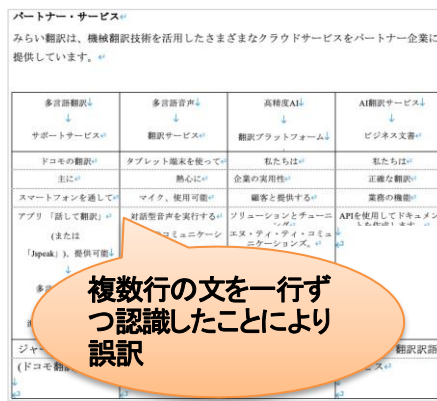 パートナー・サービス
みらい翻訳は、機械翻訳技術を活用したさまざまなクラウドサービスをパートナー企業に
提供しています。
多言語翻訳 多言語音声 高精度AI AI翻訳サービス
サポートサービス 翻訳サービス 翻訳プラットフォーム ビジネス文書
ドコモの翻訳 タブレット端末を使って 私たちは 私たちは
主に 熱心に 企業の実用性 正確な翻訳
スマートフォンを通して マイク、使用可能 顧客と提供する 業務の機能
アプリ 「話して翻訳」 対話型音声を実行する ソリューションとチューニ APIを使用してドキュメン
(または コミュニケーシ エヌ・ティ・ティ・コミュ
ニケーションズ。
「Jspeak」)。提供可能
複数行の文を一行ず
つ認識したことにより
誤訳
ジャー 翻訳訳語
(ドコモ翻